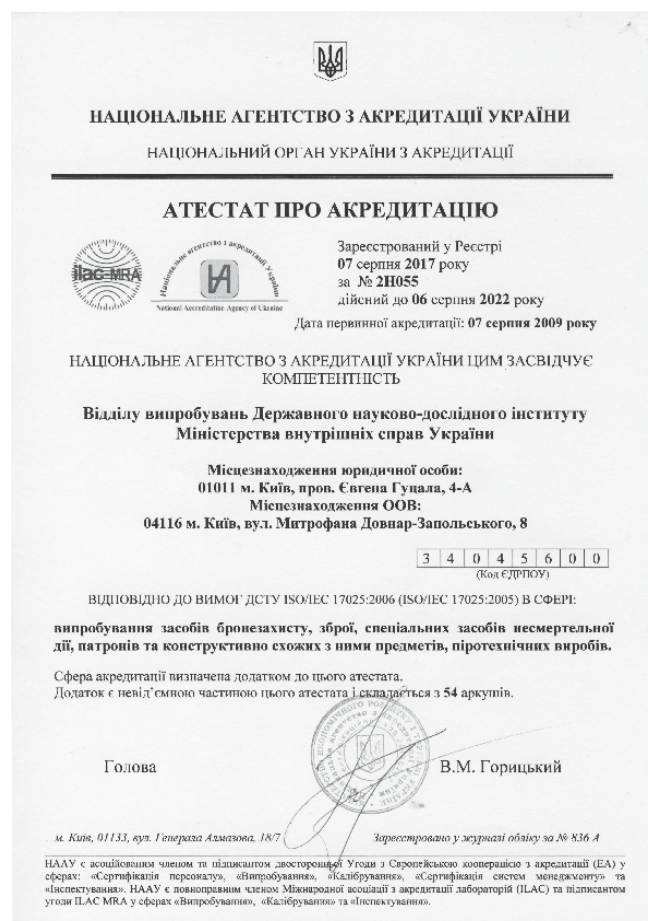 НАЦІОНАЛЬНЕ АГЕНТСТВО З АКРЕДИТАЦІЇ УКРАЇНИ
НАЦІОНАЛЬНИЙ ОРГАН УКРАЇНИ З АКРЕДИТАЦІЇ
АТЕСТАТ ПРО АКРЕДИТАЦІЮ
ilac-MRA
Національне агентство з акредитації України
НА
National Accreditation Agency of Ukraine
Зареєстрований у Реєстрі
07 серпня 2017 року
за № 2Н055
дійсний до 06 серпня 2022 року
Дата первинної акредитації: 07 серпня 2009 року
НАЦІОНАЛЬНЕ АГЕНТСТВО З АКРЕДИТАЦІЇ УКРАЇНИ ЦИМ ЗАСВІДЧУЄ
КОМПЕТЕНТНІСТЬ
Відділу випробувань Державного науково-дослідного інституту
Міністерства внутрішніх справ України
Місцезнаходження юридичної особи:
01011 м. Київ, пров. Євгена Гуцала, 4-А
Місцезнаходження ООВ:
04116 м. Київ, вул. Митрофана Довнар-Запольського, 8
3 4 0 4 5 6 0 0
(Код ЄДРПОУ)
ВІДПОВІДНО ДО ВИМОГ ДСТУ ISO/IEC 17025:2006 (ISO/IEC 17025:2005) В СФЕРІ:
випробування засобів бронезахисту, зброї, спеціальних засобів несмертельної
дії, патронів та конструктивно схожих з ними предметів, піротехнічних виробів.
Сфера акредитації визначена додатком до цього атестата.
Додаток є невід’ємною частиною цього атестата і складається з 54 аркушів.
Голова
В.М. Горицький
м. Київ, 01133, вул. Генерала Алмазова, 18/7
Зареєстровано у журналі обліку за № 836 А
НААУ є асоційованим членом та підписантом двосторонньої Угоди з Європейською кооперацією з акредитації (ЕА) у
сферах: «Сертифікація персоналу», «Випробування», «Калібрування», «Сертифікація систем менеджменту» та
«Інспектування». НААУ є повноправним членом Міжнародної асоціації з акредитації лабораторій (ILAC) та підписантом
угоди ILAC MRA у сферах «Випробування», «Калібрування» та «Інспектування».